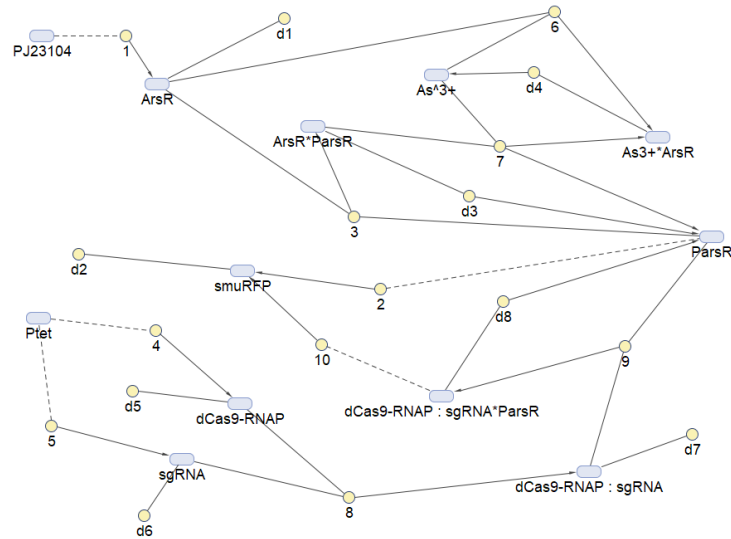 d1
6
PJ23104
1
ArsR
As^3+
d4
ArsR*ParsR
7
As3+*ArsR
d3
3
ParsR
d2
smuRFP
2
d8
Ptet
4
10
9
d5
dCas9-RNAP
dCas9-RNAP : sgRNA*ParsR
5
sgRNA
d7
dCas9-RNAP : sgRNA
8
d6